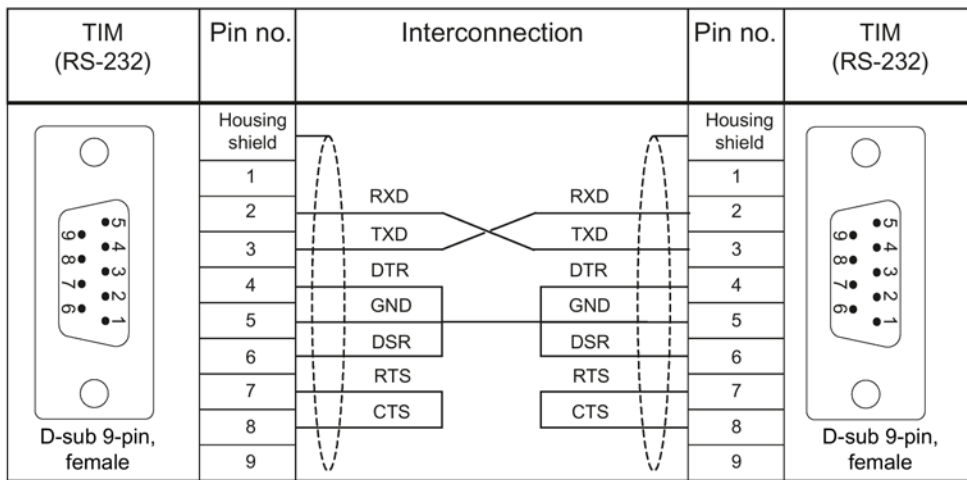 TIM
(RS-232)
Pin no.
Interconnection
Pin no.
TIM
(RS-232)
Housing
shield
Housing
shield
1
1
RXD
RXD
2
2
TXD
TXD
3
3
DTR
DTR
4
4
GND
GND
5
5
DSR
DSR
6
6
RTS
RTS
7
7
CTS
CTS
8
8
9
9
5
9
4
8
3
7
2
6
1
5
9
4
8
3
7
2
6
1
D-sub 9-pin,
female
D-sub 9-pin,
female